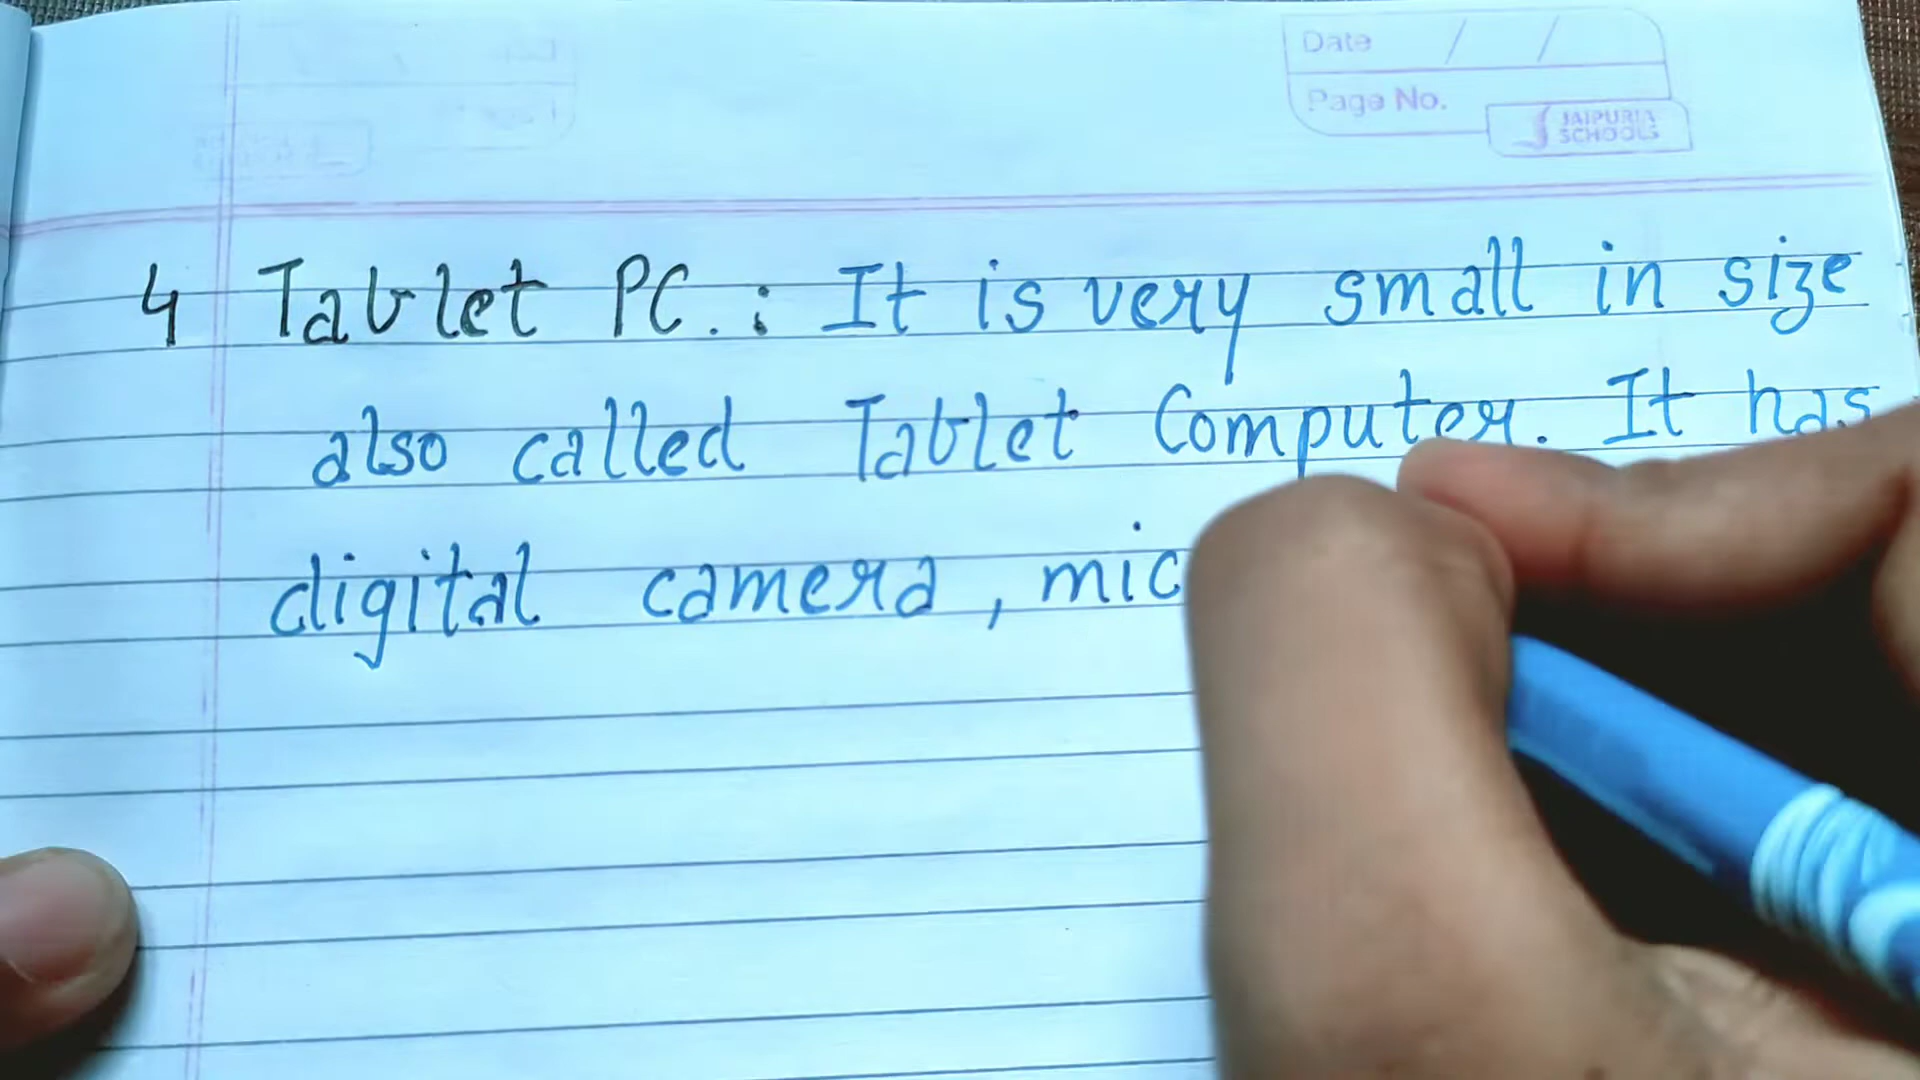 Date / /
Page No.
JAIPURIA
SCHOOLS
4 Tablet PC. : It is very small in size
also called Tablet Computer. It has
digital camera, mic